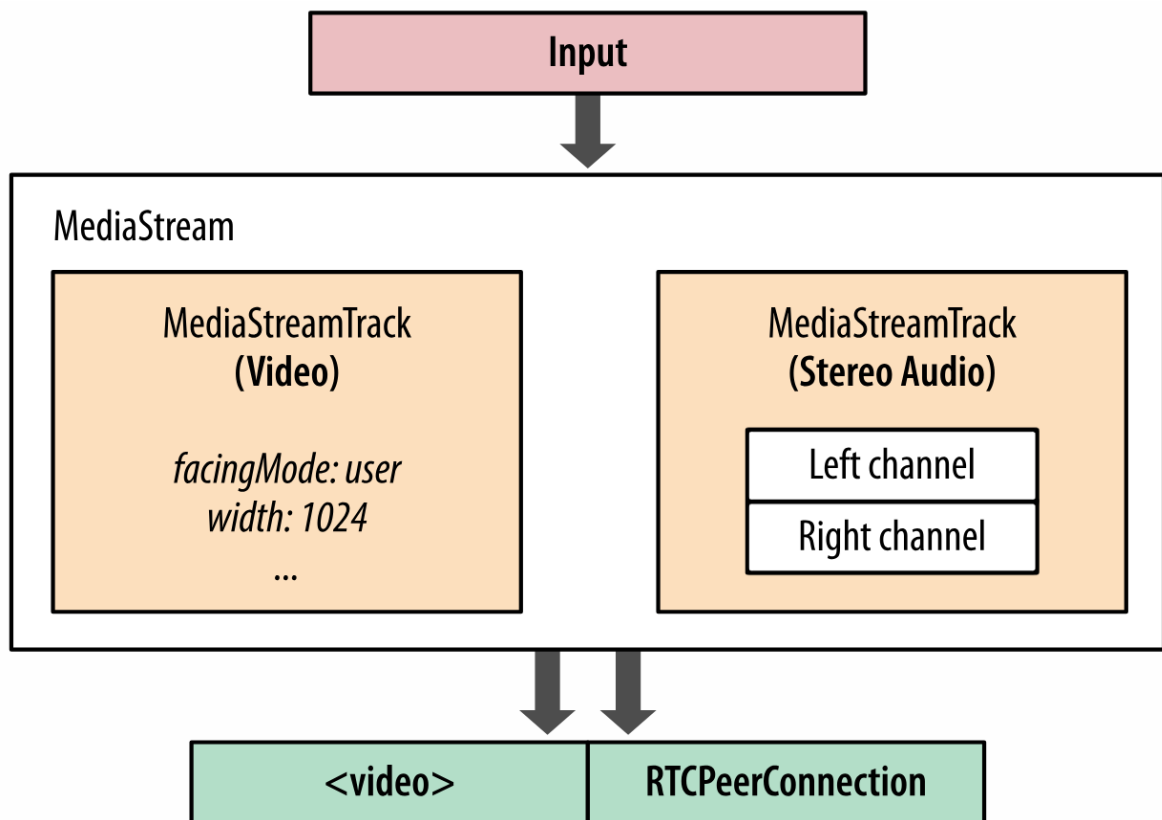 Input
MediaStream
MediaStreamTrack
(Video)
facingMode: user
width: 1024
...
MediaStreamTrack
(Stereo Audio)
Left channel
Right channel
<video>
RTCPeerConnection